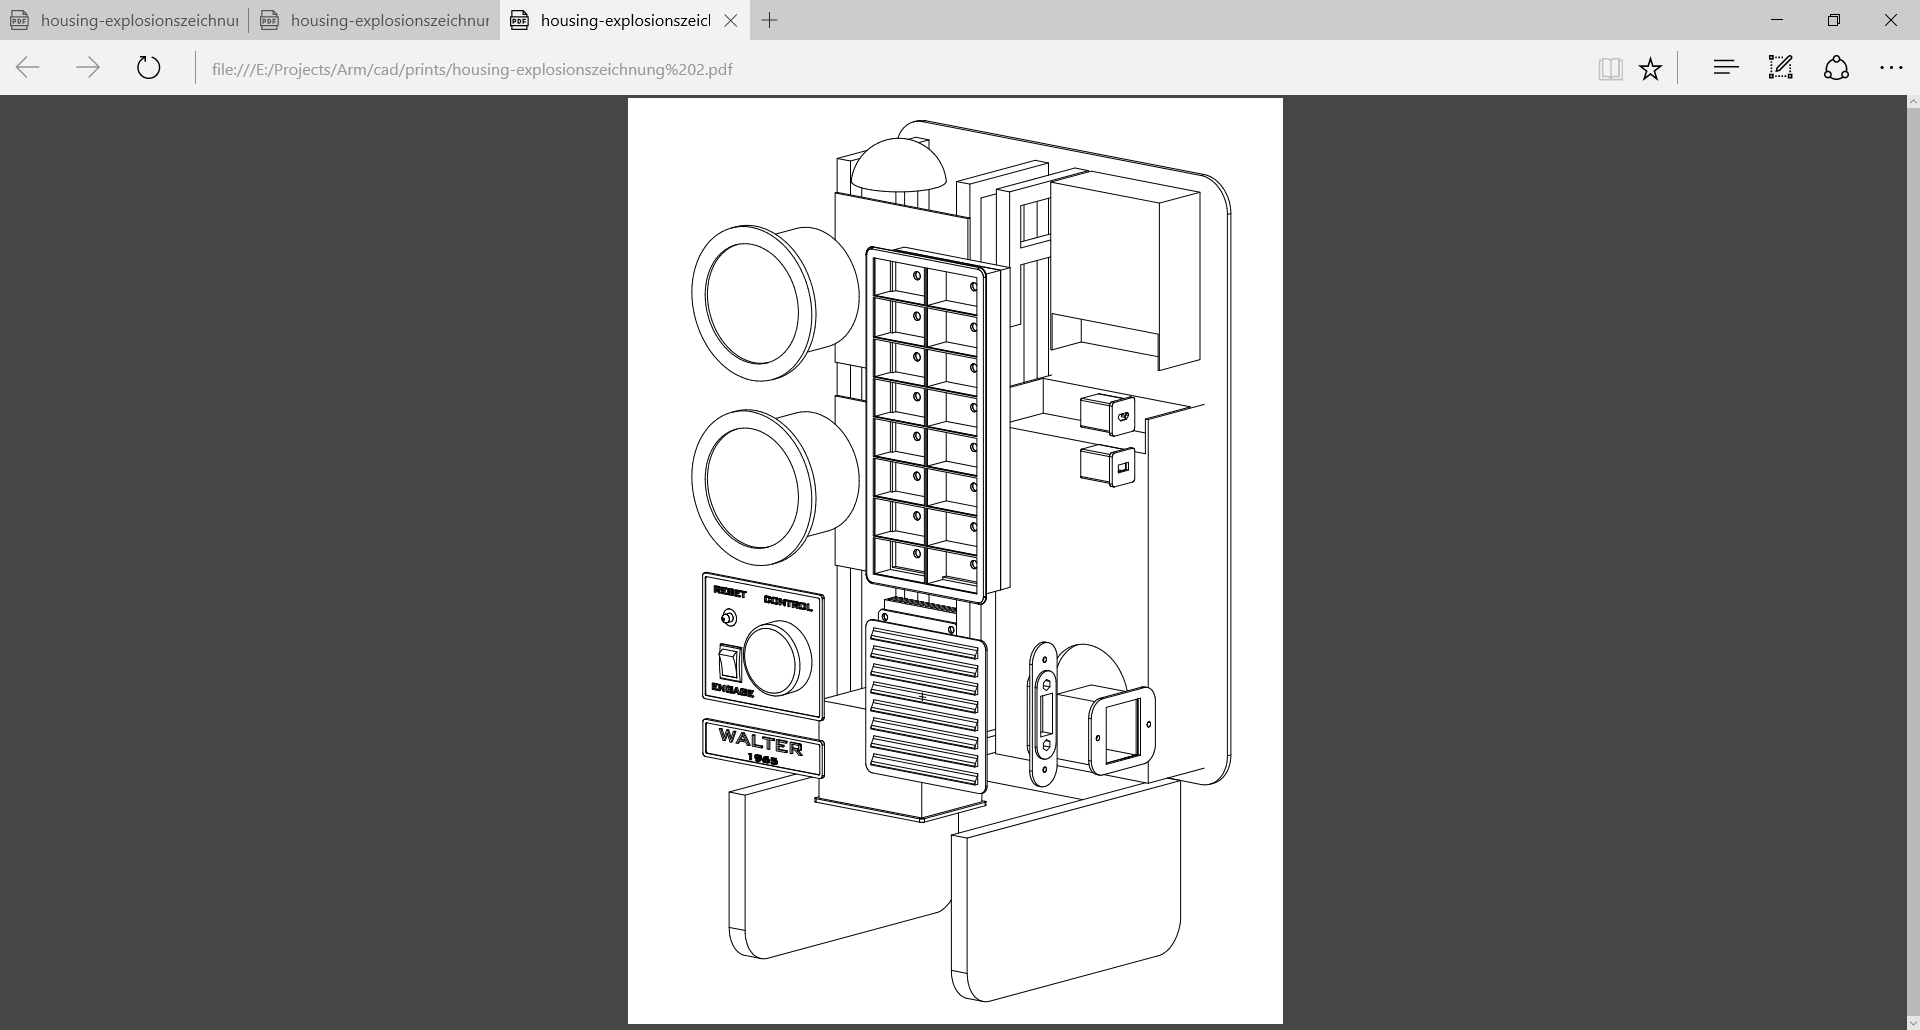 housing-explosionszeichnu
housing-explosionszeichnur
housing-explosionszeicl
file:///E:/Projects/Arm/cad/prints/housing-explosionszeichnung%202.pdf
RESET
CONTROL
ENGAGE
WALTER
1965